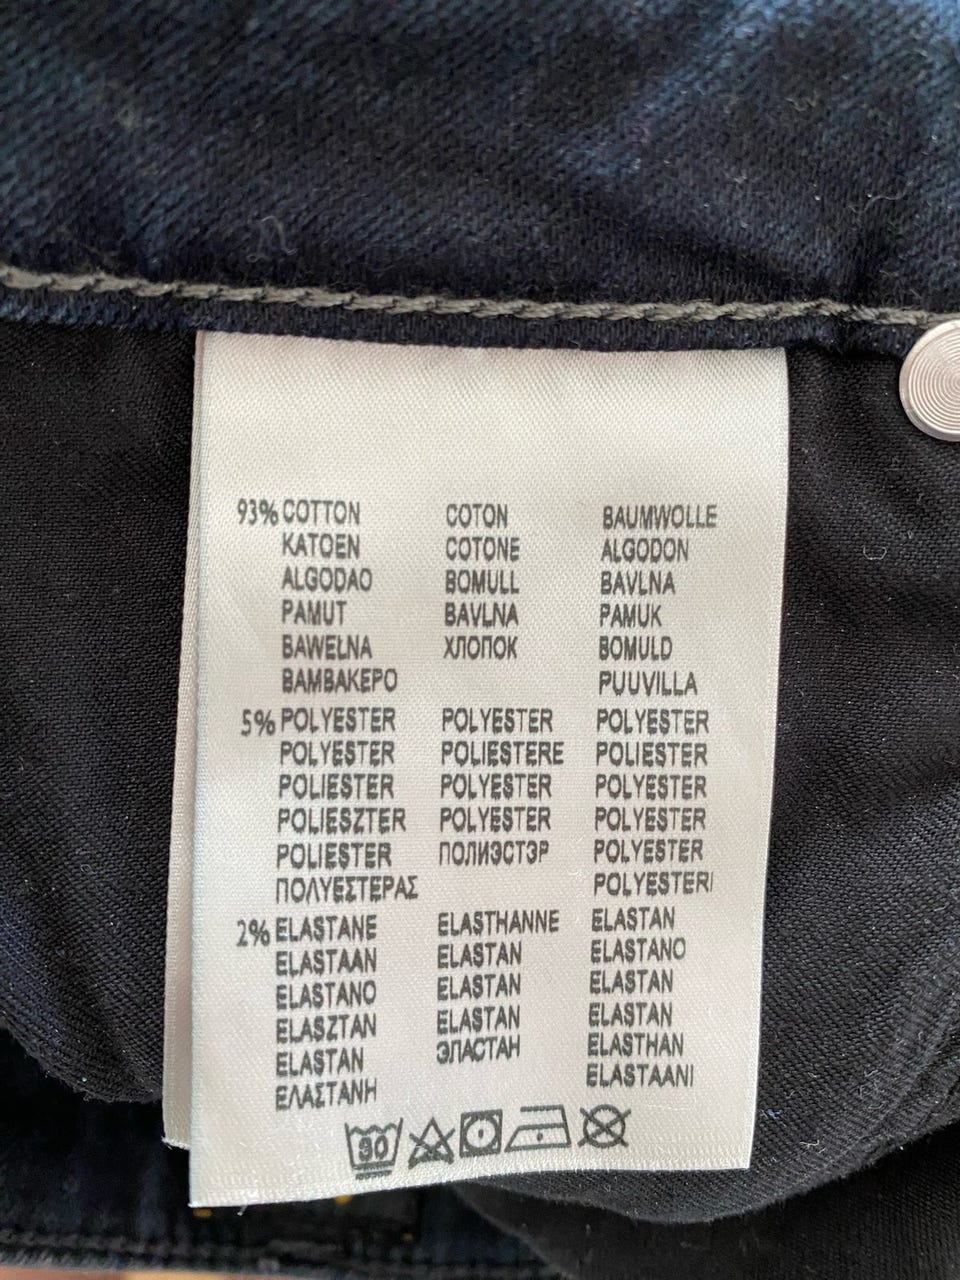 93% COTTON COTON BAUMWOLLE
KATOEN COTONE ALGODON
ALGODAO BOMULL BAVLNA
PAMUT BAVLNA PAMUK
BAWEŁNA ХЛОПОК BOMULD
ΒΑΜΒΑΚΕΡΟ PUUVILLA
5% POLYESTER POLYESTER POLYESTER
POLYESTER POLIESTERE POLIESTER
POLIESTER POLYESTER POLYESTER
POLIESZTER POLYESTER POLYESTER
POLIESTER ПОЛИЭСТЭР POLYESTER
ΠΟΛΥΕΣΤΕΡΑΣ POLYESTERI
2% ELASTANE ELASTHANNE ELASTAN
ELASTAAN ELASTAN ELASTANO
ELASTANO ELASTAN ELASTAN
ELASZTAN ELASTAN ELASTAN
ELASTAN ЭЛАСТАН ELASTHAN
ΕΛΑΣΤΑΝΗ ELASTAANI